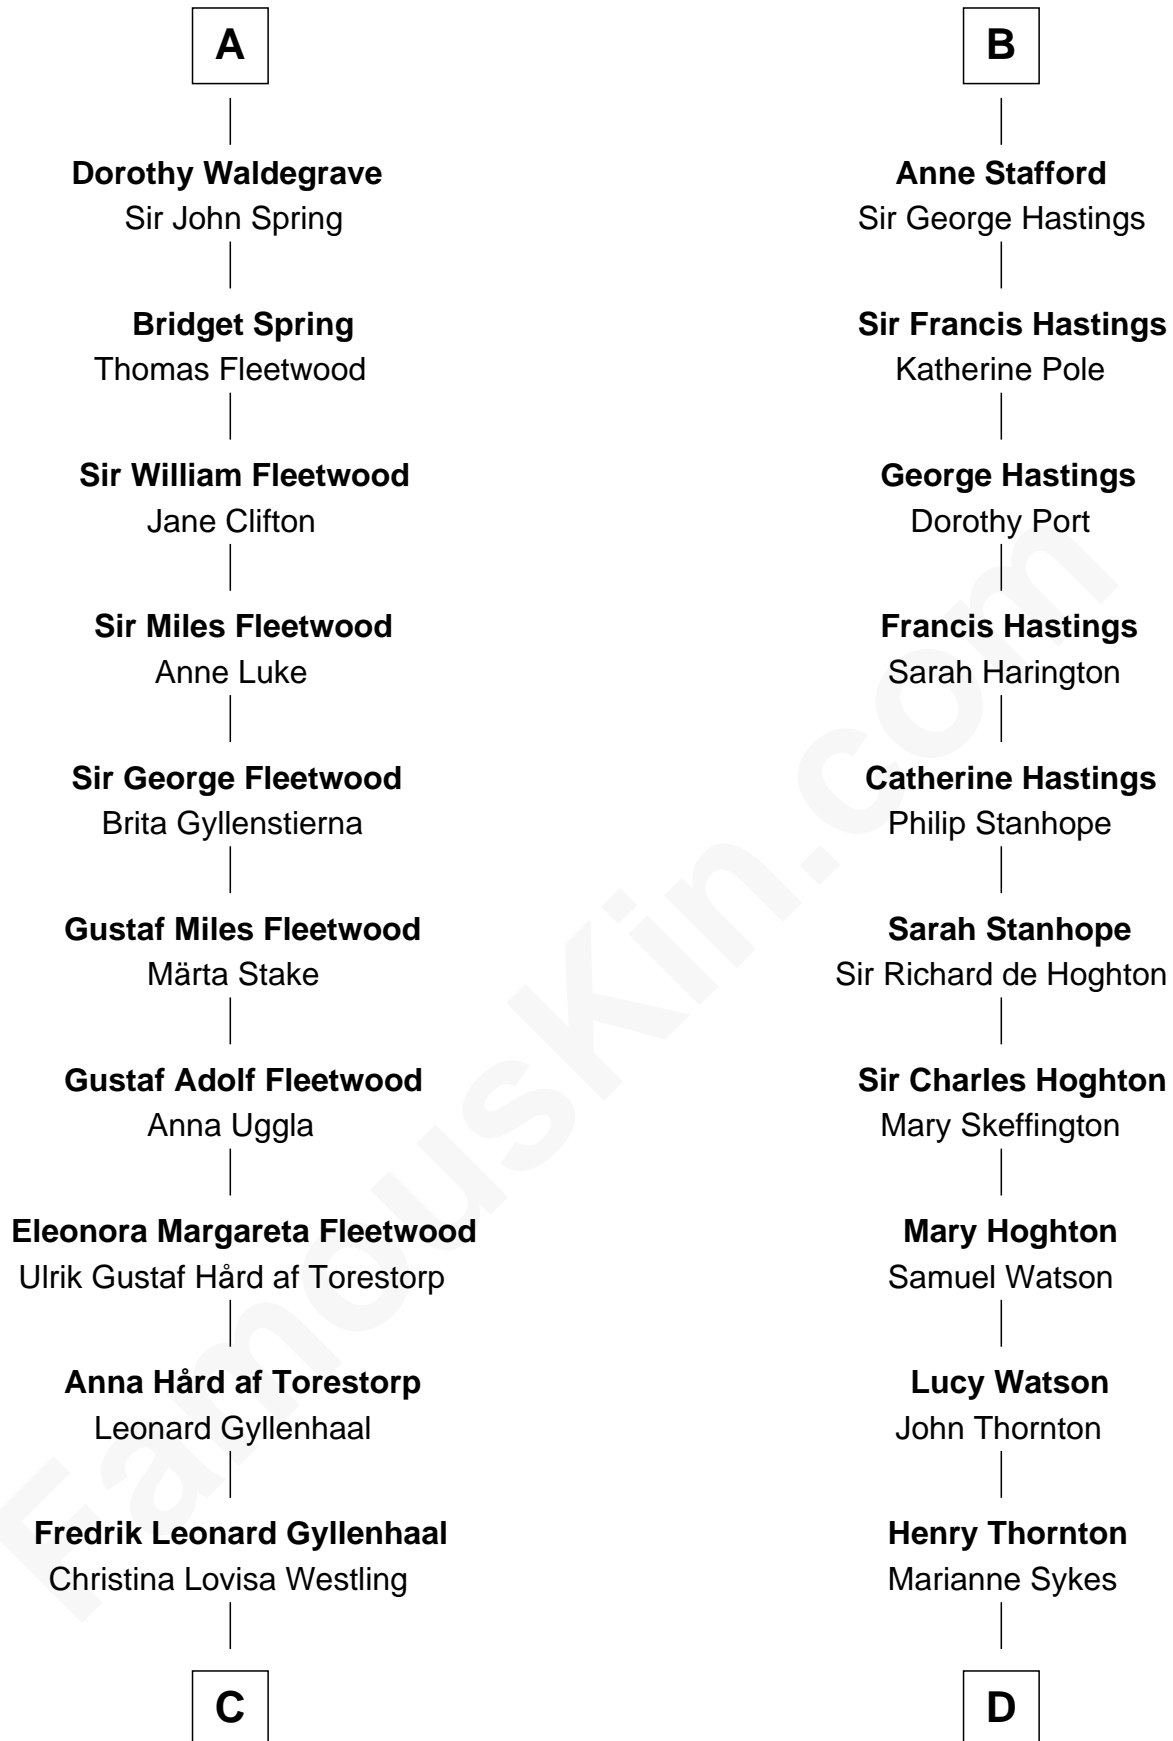 A
Dorothy Waldegrave
Sir John Spring
Bridget Spring
Thomas Fleetwood
Sir William Fleetwood
Jane Clifton
Sir Miles Fleetwood
Anne Luke
Sir George Fleetwood
Brita Gyllenstierna
Gustaf Miles Fleetwood
Märta Stake
Gustaf Adolf Fleetwood
Anna Uggla
Eleonora Margareta Fleetwood
Ulrik Gustaf Hård af Torestorp
Anna Hård af Torestorp
Leonard Gyllenhaal
Fredrik Leonard Gyllenhaal
Christina Lovisa Westling
C
B
Anne Stafford
Sir George Hastings
Sir Francis Hastings
Katherine Pole
George Hastings
Dorothy Port
Francis Hastings
Sarah Harington
Catherine Hastings
Philip Stanhope
Sarah Stanhope
Sir Richard de Hoghton
Sir Charles Hoghton
Mary Skeffington
Mary Hoghton
Samuel Watson
Lucy Watson
John Thornton
Henry Thornton
Marianne Sykes
D
FamousKin.com